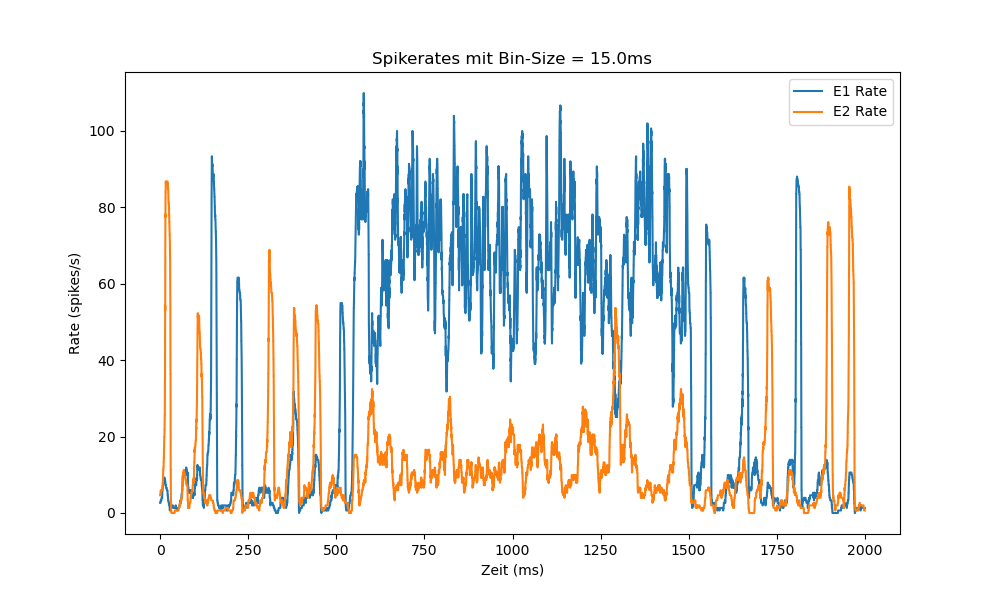 Spikerates mit Bin-Size = 15.0ms
E1 Rate
E2 Rate
Rate (spikes/s)
100
80
60
40
20
0
0 250 500 750 1000 1250 1500 1750 2000
Zeit (ms)